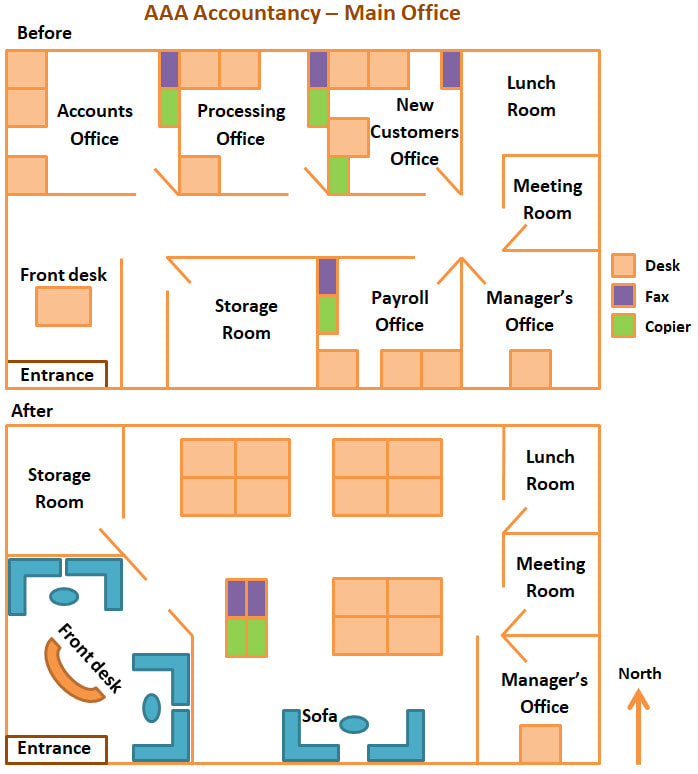 AAA Accountancy – Main Office
Before
Accounts
Office
Processing
Office
New
Customers
Office
Lunch
Room
Meeting
Room
Front desk
Storage
Room
Payroll
Office
Manager's
Office
Entrance
Desk
Fax
Copier
After
Storage
Room
Lunch
Room
Meeting
Room
Front desk
Sofa
Manager's
Office
Entrance
North